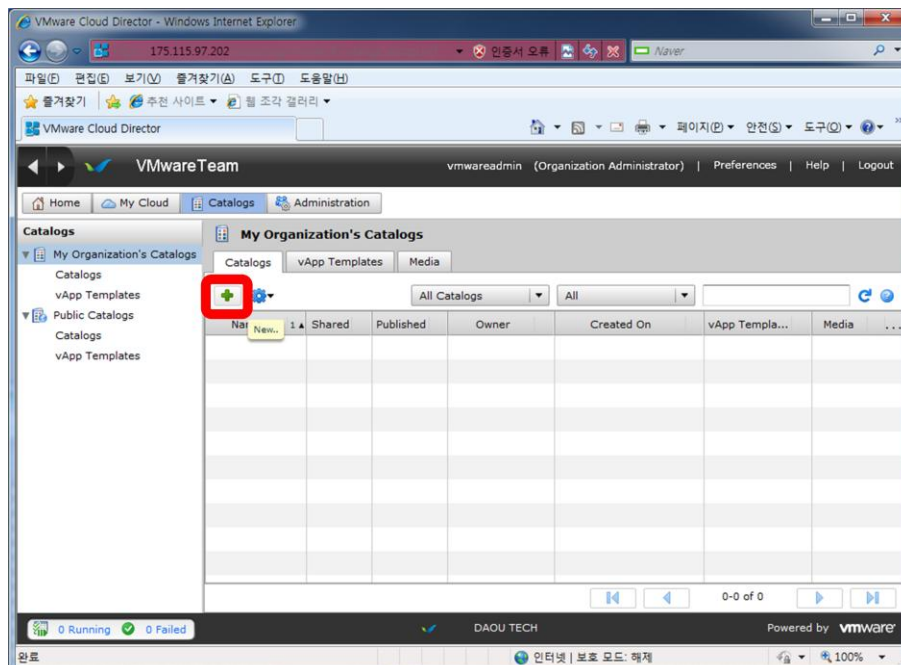 VMware Cloud Director - Windows Internet Explorer
175.115.97.202 인증서 오류 Naver
파일(F) 편집(E) 보기(V) 즐겨찾기(A) 도구(T) 도움말(H)
즐겨찾기 추천 사이트 웹 조각 갤러리
VMware Cloud Director 페이지(P) 안전(S) 도구(O)
VMwareTeam vmwareadmin (Organization Administrator) | Preferences | Help | Logout
Home My Cloud Catalogs Administration
Catalogs
My Organization's Catalogs
Catalogs
vApp Templates
Public Catalogs
Catalogs
vApp Templates
My Organization's Catalogs
Catalogs vApp Templates Media
All Catalogs All
New..
1 Shared Published Owner Created On vApp Templa... Media ...
0-0 of 0
0 Running 0 Failed DAOU TECH Powered by vmware
완료 인터넷 | 보호 모드: 해제 100%